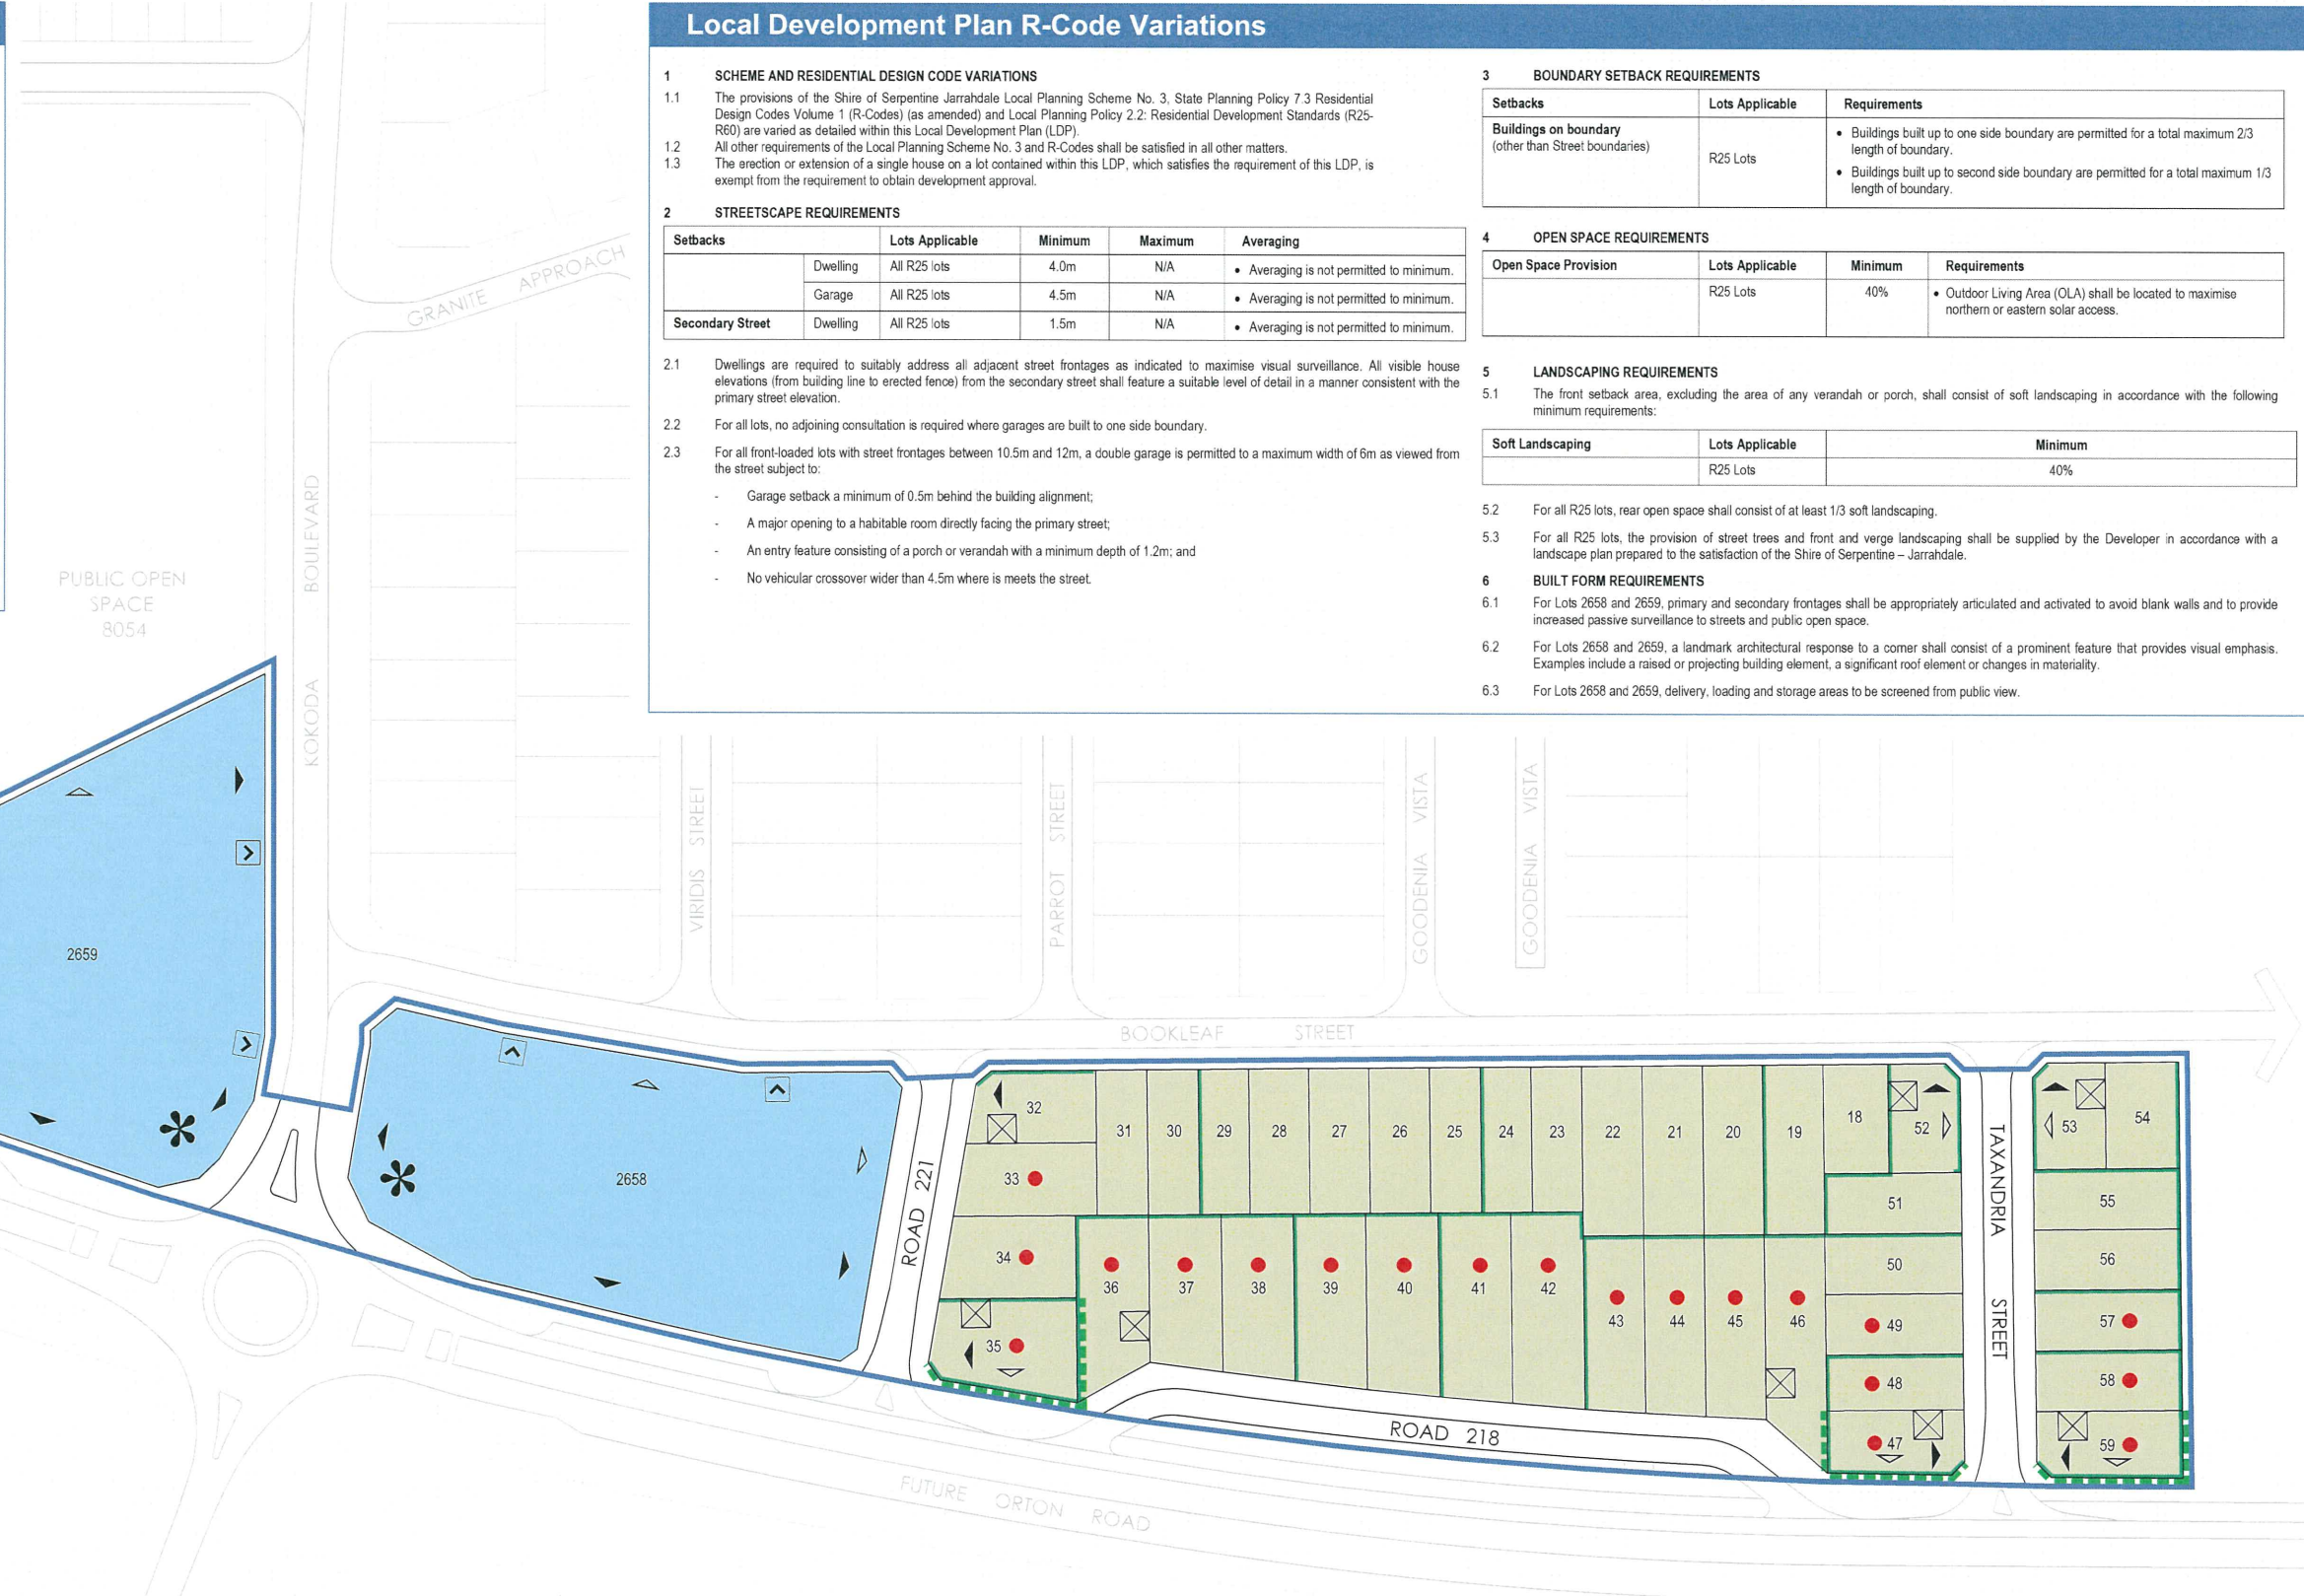 Local Development Plan R-Code Variations
1 SCHEME AND RESIDENTIAL DESIGN CODE VARIATIONS
1.1 The provisions of the Shire of Serpentine Jarrahdale Local Planning Scheme No. 3, State Planning Policy 7.3 Residential
Design Codes Volume 1 (R-Codes) (as amended) and Local Planning Policy 2.2: Residential Development Standards (R25-
R60) are varied as detailed within this Local Development Plan (LDP).
1.2 All other requirements of the Local Planning Scheme No. 3 and R-Codes shall be satisfied in all other matters.
1.3 The erection or extension of a single house on a lot contained within this LDP, which satisfies the requirement of this LDP, is
exempt from the requirement to obtain development approval.
2 STREETSCAPE REQUIREMENTS
Setbacks Lots Applicable Minimum Maximum Averaging
Dwelling All R25 lots 4.0m N/A • Averaging is not permitted to minimum.
Garage All R25 lots 4.5m N/A • Averaging is not permitted to minimum.
Secondary Street Dwelling All R25 lots 1.5m N/A • Averaging is not permitted to minimum.
2.1 Dwellings are required to suitably address all adjacent street frontages as indicated to maximise visual surveillance. All visible house
elevations (from building line to erected fence) from the secondary street shall feature a suitable level of detail in a manner consistent with the
primary street elevation.
2.2 For all lots, no adjoining consultation is required where garages are built to one side boundary.
2.3 For all front-loaded lots with street frontages between 10.5m and 12m, a double garage is permitted to a maximum width of 6m as viewed from
the street subject to:
- Garage setback a minimum of 0.5m behind the building alignment;
- A major opening to a habitable room directly facing the primary street;
- An entry feature consisting of a porch or verandah with a minimum depth of 1.2m; and
- No vehicular crossover wider than 4.5m where is meets the street.
3 BOUNDARY SETBACK REQUIREMENTS
Setbacks Lots Applicable Requirements
Buildings on boundary
(other than Street boundaries)
R25 Lots
• Buildings built up to one side boundary are permitted for a total maximum 2/3
length of boundary.
• Buildings built up to second side boundary are permitted for a total maximum 1/3
length of boundary.
4 OPEN SPACE REQUIREMENTS
Open Space Provision Lots Applicable Minimum Requirements
R25 Lots 40% • Outdoor Living Area (OLA) shall be located to maximise
northern or eastern solar access.
5 LANDSCAPING REQUIREMENTS
5.1 The front setback area, excluding the area of any verandah or porch, shall consist of soft landscaping in accordance with the following
minimum requirements:
Soft Landscaping Lots Applicable Minimum
R25 Lots 40%
5.2 For all R25 lots, rear open space shall consist of at least 1/3 soft landscaping.
5.3 For all R25 lots, the provision of street trees and front and verge landscaping shall be supplied by the Developer in accordance with a
landscape plan prepared to the satisfaction of the Shire of Serpentine – Jarrahdale.
6 BUILT FORM REQUIREMENTS
6.1 For Lots 2658 and 2659, primary and secondary frontages shall be appropriately articulated and activated to avoid blank walls and to provide
increased passive surveillance to streets and public open space.
6.2 For Lots 2658 and 2659, a landmark architectural response to a corner shall consist of a prominent feature that provides visual emphasis.
Examples include a raised or projecting building element, a significant roof element or changes in materiality.
6.3 For Lots 2658 and 2659, delivery, loading and storage areas to be screened from public view.
GRANITE APPROACH
KOKODA BOULEVARD
PUBLIC OPEN
SPACE
8054
VIRIDIS STREET
PARROT STREET
GOODENIA VISTA
GOODENIA VISTA
BOOKLEAF STREET
2659
2658
ROAD 221
32
31
30
29
28
27
26
25
24
23
22
21
20
19
18
52
53
54
33
34
35
36
37
38
39
40
41
42
43
44
45
46
51
50
49
48
47
TAXANDRIA STREET
55
56
57
58
59
ROAD 218
FUTURE ORTON ROAD